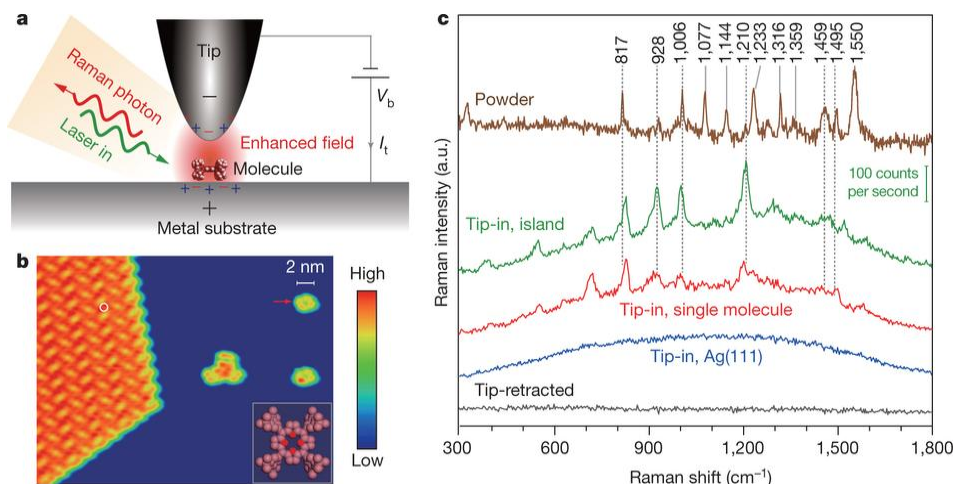 a
Tip
−
Raman photon
Laser in
+ − +
Enhanced field
Molecule
+ − + − +
+
Metal substrate
Vb
It
b
2 nm
High
Low
c
Raman intensity (a.u.)
817
928
1,006
1,077
1,144
1,210
1,233
1,316
1,359
1,459
1,495
1,550
Powder
100 counts
per second
Tip-in, island
Tip-in, single molecule
Tip-in, Ag(111)
Tip-retracted
300 600 900 1,200 1,500 1,800
Raman shift (cm–1)